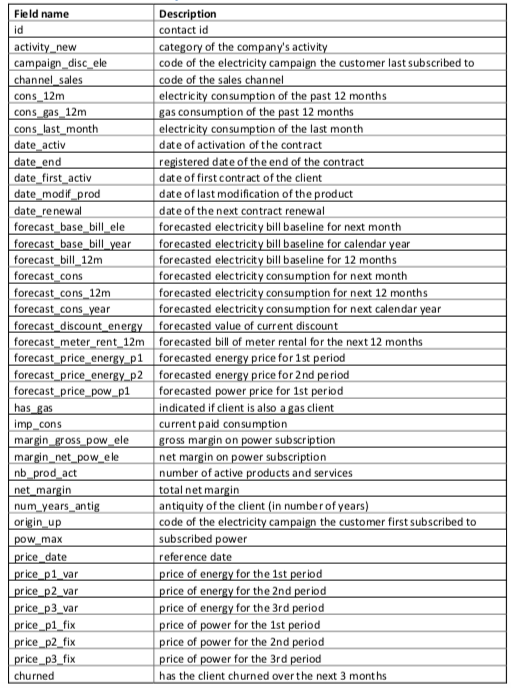 Field name Description
id contact id
activity_new category of the company's activity
campaign_disc_ele code of the electricity campaign the customer last subscribed to
channel_sales code of the sales channel
cons_12m electricity consumption of the past 12 months
cons_gas_12m gas consumption of the past 12 months
cons_last_month electricity consumption of the last month
date_activ date of activation of the contract
date_end registered date of the end of the contract
date_first_activ date of first contract of the client
date_modif_prod date of last modification of the product
date_renewal date of the next contract renewal
forecast_base_bill_ele forecasted electricity bill baseline for next month
forecast_base_bill_year forecasted electricity bill baseline for calendar year
forecast_bill_12m forecasted electricity bill baseline for 12 months
forecast_cons forecasted electricity consumption for next month
forecast_cons_12m forecasted electricity consumption for next 12 months
forecast_cons_year forecasted electricity consumption for next calendar year
forecast_discount_energy forecasted value of current discount
forecast_meter_rent_12m forecasted bill of meter rental for the next 12 months
forecast_price_energy_p1 forecasted energy price for 1st period
forecast_price_energy_p2 forecasted energy price for 2nd period
forecast_price_pow_p1 forecasted power price for 1st period
has_gas indicated if client is also a gas client
imp_cons current paid consumption
margin_gross_pow_ele gross margin on power subscription
margin_net_pow_ele net margin on power subscription
nb_prod_act number of active products and services
net_margin total net margin
num_years_antig antiquity of the client (in number of years)
origin_up code of the electricity campaign the customer first subscribed to
pow_max subscribed power
price_date reference date
price_p1_var price of energy for the 1st period
price_p2_var price of energy for the 2nd period
price_p3_var price of energy for the 3rd period
price_p1_fix price of power for the 1st period
price_p2_fix price of power for the 2nd period
price_p3_fix price of power for the 3rd period
churned has the client churned over the next 3 months